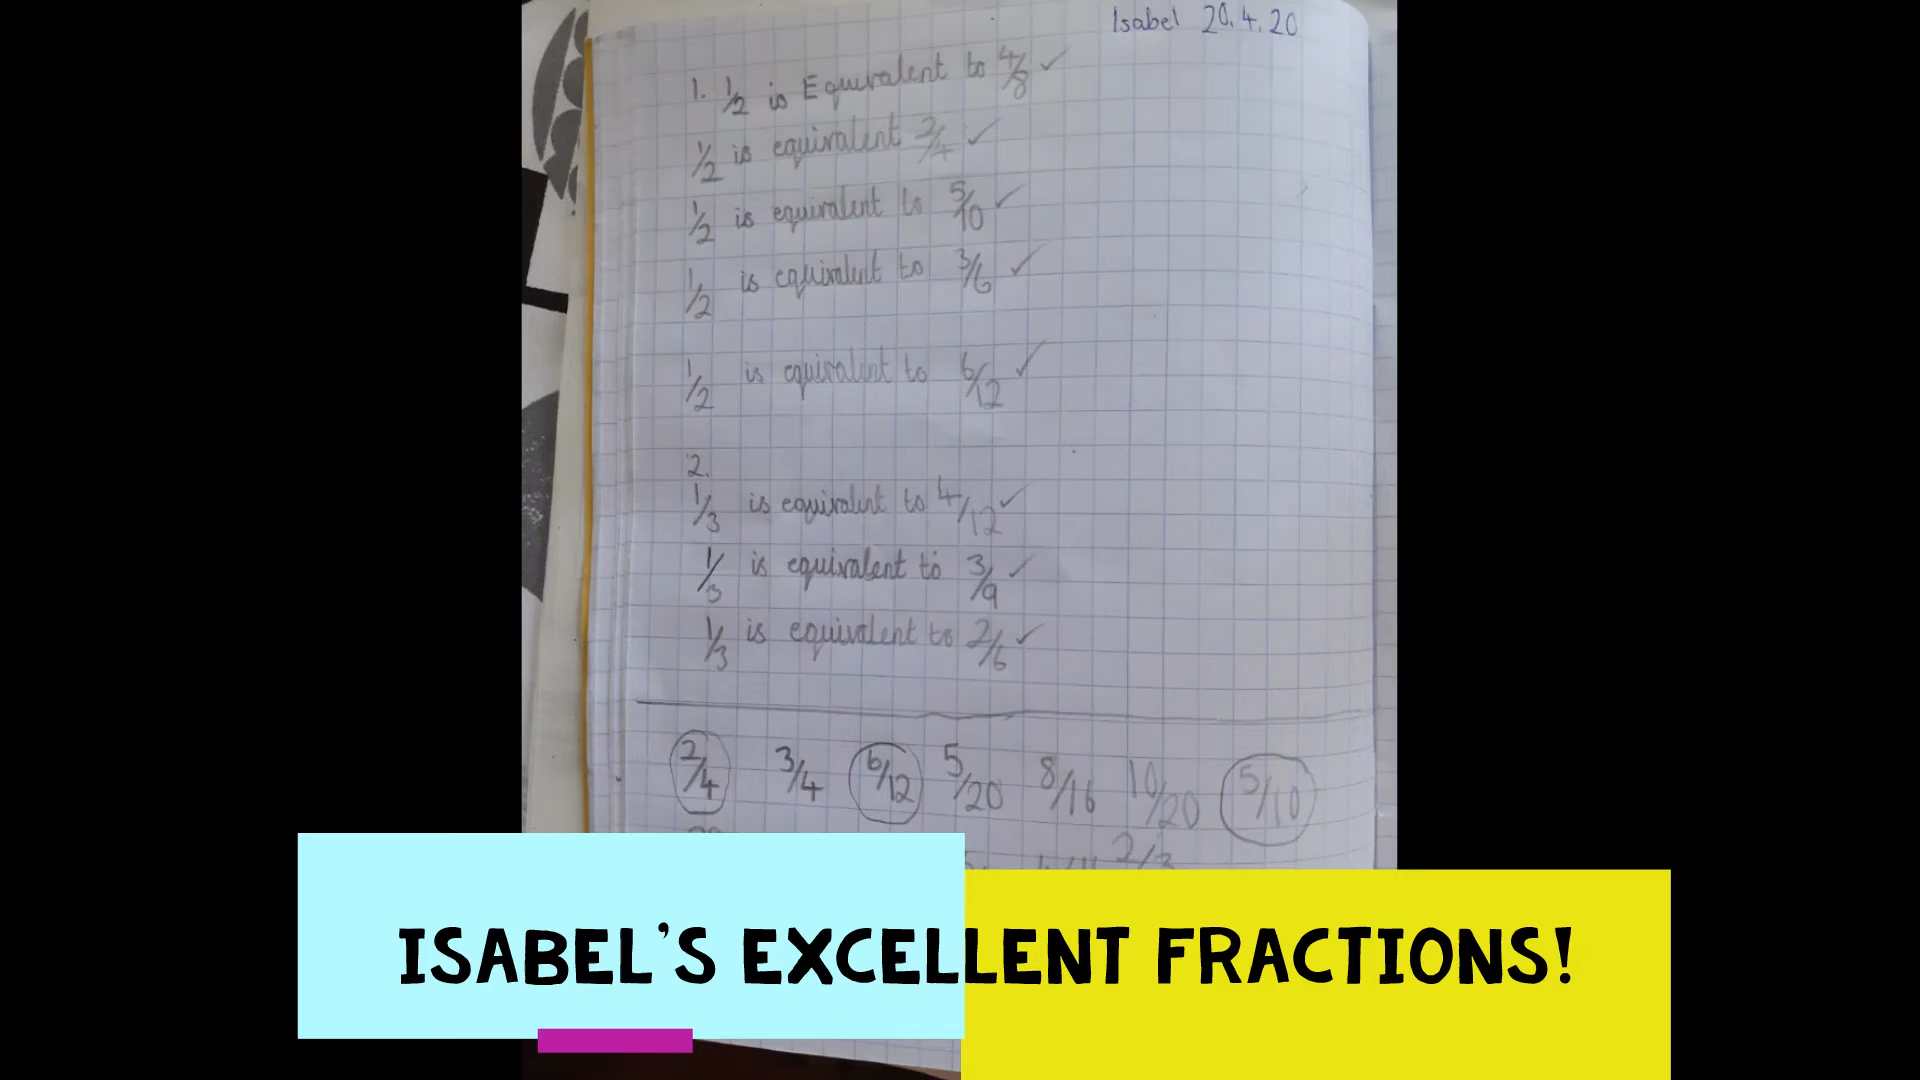 Isabel 20.4.20
1. 1/2 is Equivalent to 4/8 ✓
1/2 is equivalent 2/4 ✓
1/2 is equivalent to 5/10 ✓
1/2 is equivalent to 3/6 ✓
1/2 is equivalent to 6/12 ✓
2.
1/3 is equivalent to 4/12 ✓
1/3 is equivalent to 3/9 ✓
1/3 is equivalent to 2/6 ✓
2/4 3/4 6/12 5/20 8/16 10/20 5/10
2/3
ISABEL'S EXCELLENT FRACTIONS!